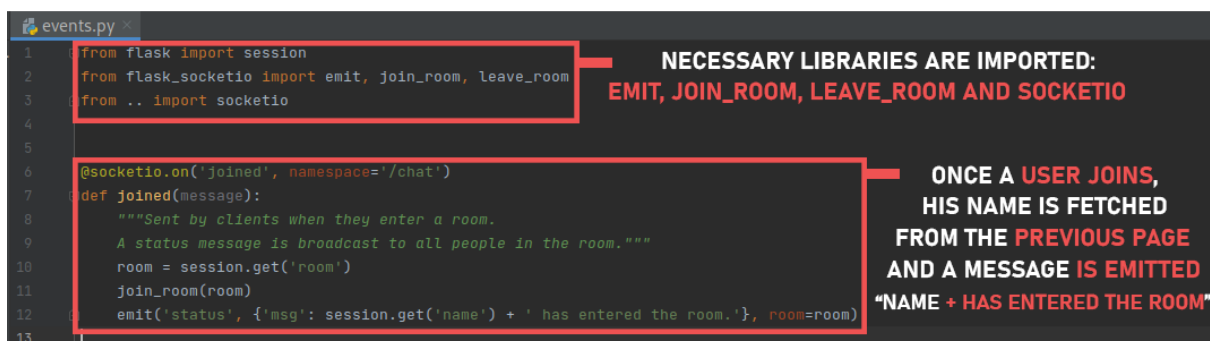 events.py
1 from flask import session
2 from flask_socketio import emit, join_room, leave_room
3 from .. import socketio
4
5
6 @socketio.on('joined', namespace='/chat')
7 def joined(message):
8 """Sent by clients when they enter a room.
9 A status message is broadcast to all people in the room."""
10 room = session.get('room')
11 join_room(room)
12 emit('status', {'msg': session.get('name') + ' has entered the room.'}, room=room)
13
NECESSARY LIBRARIES ARE IMPORTED:
EMIT, JOIN_ROOM, LEAVE_ROOM AND SOCKETIO
ONCE A USER JOINS,
HIS NAME IS FETCHED
FROM THE PREVIOUS PAGE
AND A MESSAGE IS EMITTED
“NAME + HAS ENTERED THE ROOM”